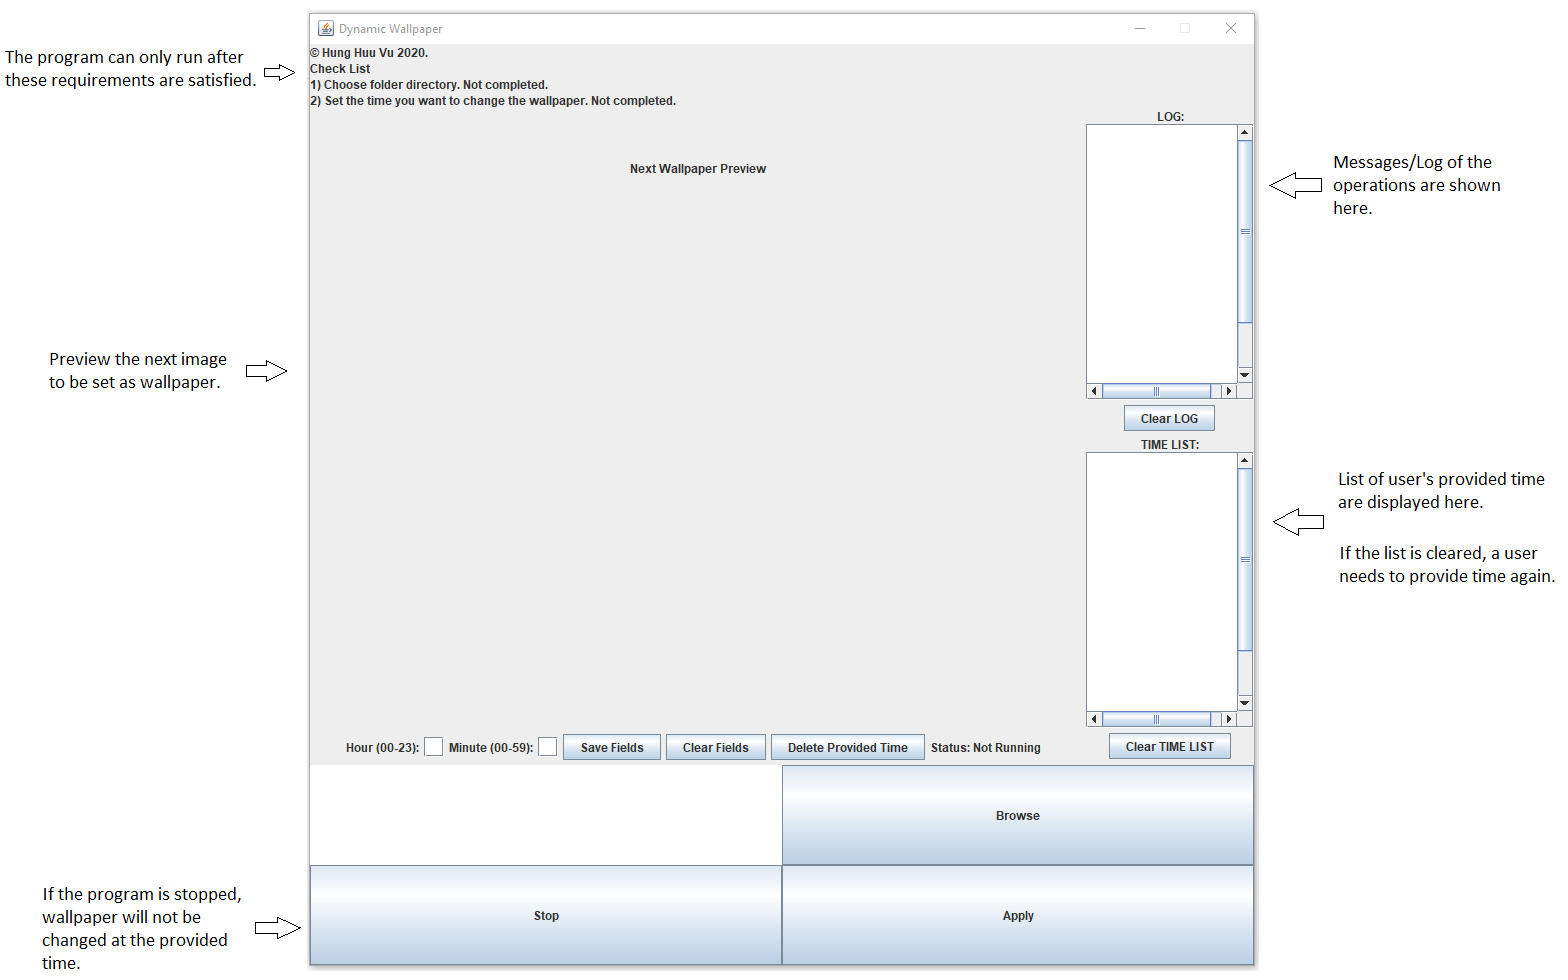 Dynamic Wallpaper
© Hung Huu Vu 2020.
Check List
1) Choose folder directory. Not completed.
2) Set the time you want to change the wallpaper. Not completed.
The program can only run after
these requirements are satisfied.
LOG:
Next Wallpaper Preview
Messages/Log of the
operations are shown
here.
Preview the next image
to be set as wallpaper.
Clear LOG
TIME LIST:
List of user's provided time
are displayed here.
If the list is cleared, a user
needs to provide time again.
Hour (00-23): Minute (00-59): Save Fields Clear Fields Delete Provided Time Status: Not Running Clear TIME LIST
Browse
If the program is stopped,
wallpaper will not be
changed at the provided
time.
Stop Apply